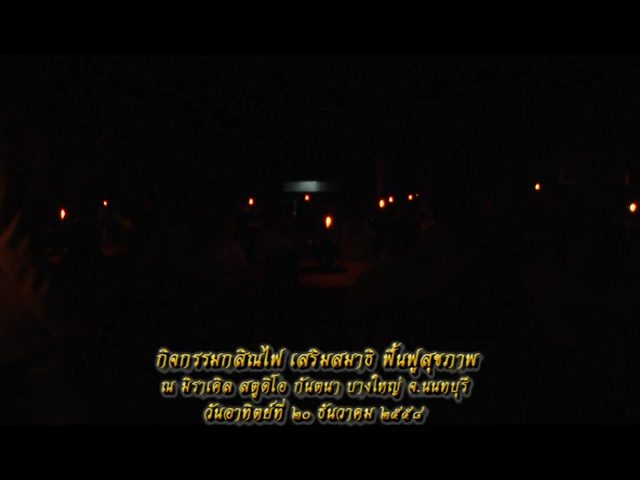 กิจกรรมกสิณไฟ เสริมสมาธิ ฟื้นฟูสุขภาพ
ณ มิราเคิล สตูดิโอ กันตนา บางใหญ่ จ.นนทบุรี
วันอาทิตย์ที่ ๒๐ ธันวาคม ๒๕๕๘